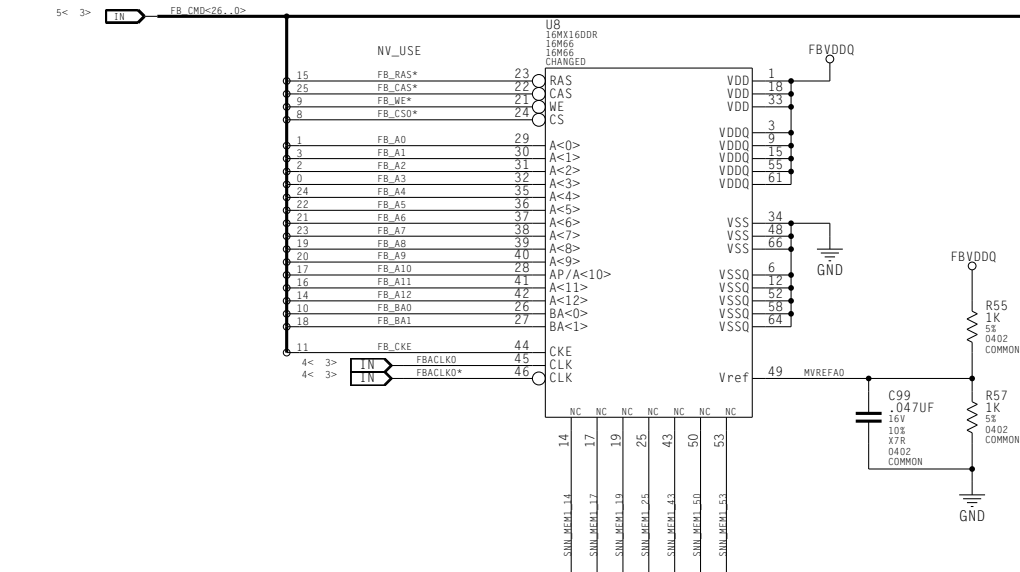 5< 3> IN FB_CMD<26..0>
U8
16MX16DDR
16M66
16M66
CHANGED
NV_USE
FBVDDQ
15 FB_RAS* 23 RAS VDD 1
25 FB_CAS* 22 CAS VDD 18
9 FB_WE* 21 WE VDD 33
8 FB_CS0* 24 CS
VDDQ 3
1 FB_A0 29 A<0> VDDQ 9
3 FB_A1 30 A<1> VDDQ 15
2 FB_A2 31 A<2> VDDQ 55
0 FB_A3 32 A<3> VDDQ 61
24 FB_A4 35 A<4>
22 FB_A5 36 A<5>
21 FB_A6 37 A<6> VSS 34
23 FB_A7 38 A<7> VSS 48
19 FB_A8 39 A<8> VSS 66
20 FB_A9 40 A<9>
17 FB_A10 28 AP/A<10> VSSQ 6
16 FB_A11 41 A<11> VSSQ 12
14 FB_A12 42 A<12> VSSQ 52
10 FB_BA0 26 BA<0> VSSQ 58
18 FB_BA1 27 BA<1> VSSQ 64
GND
11 FB_CKE 44 CKE
4< 3> IN FBACLK0 45 CLK
4< 3> IN FBACLK0* 46 CLK Vref 49 MVREFA0
FBVDDQ
R55
1K
5%
0402
COMMON
C99
.047UF
16V
10%
X7R
0402
COMMON
R57
1K
5%
0402
COMMON
GND
NC NC NC NC NC NC NC
14 17 19 25 43 50 53
SNN_MEM1_14
SNN_MEM1_17
SNN_MEM1_19
SNN_MEM1_25
SNN_MEM1_43
SNN_MEM1_50
SNN_MEM1_53